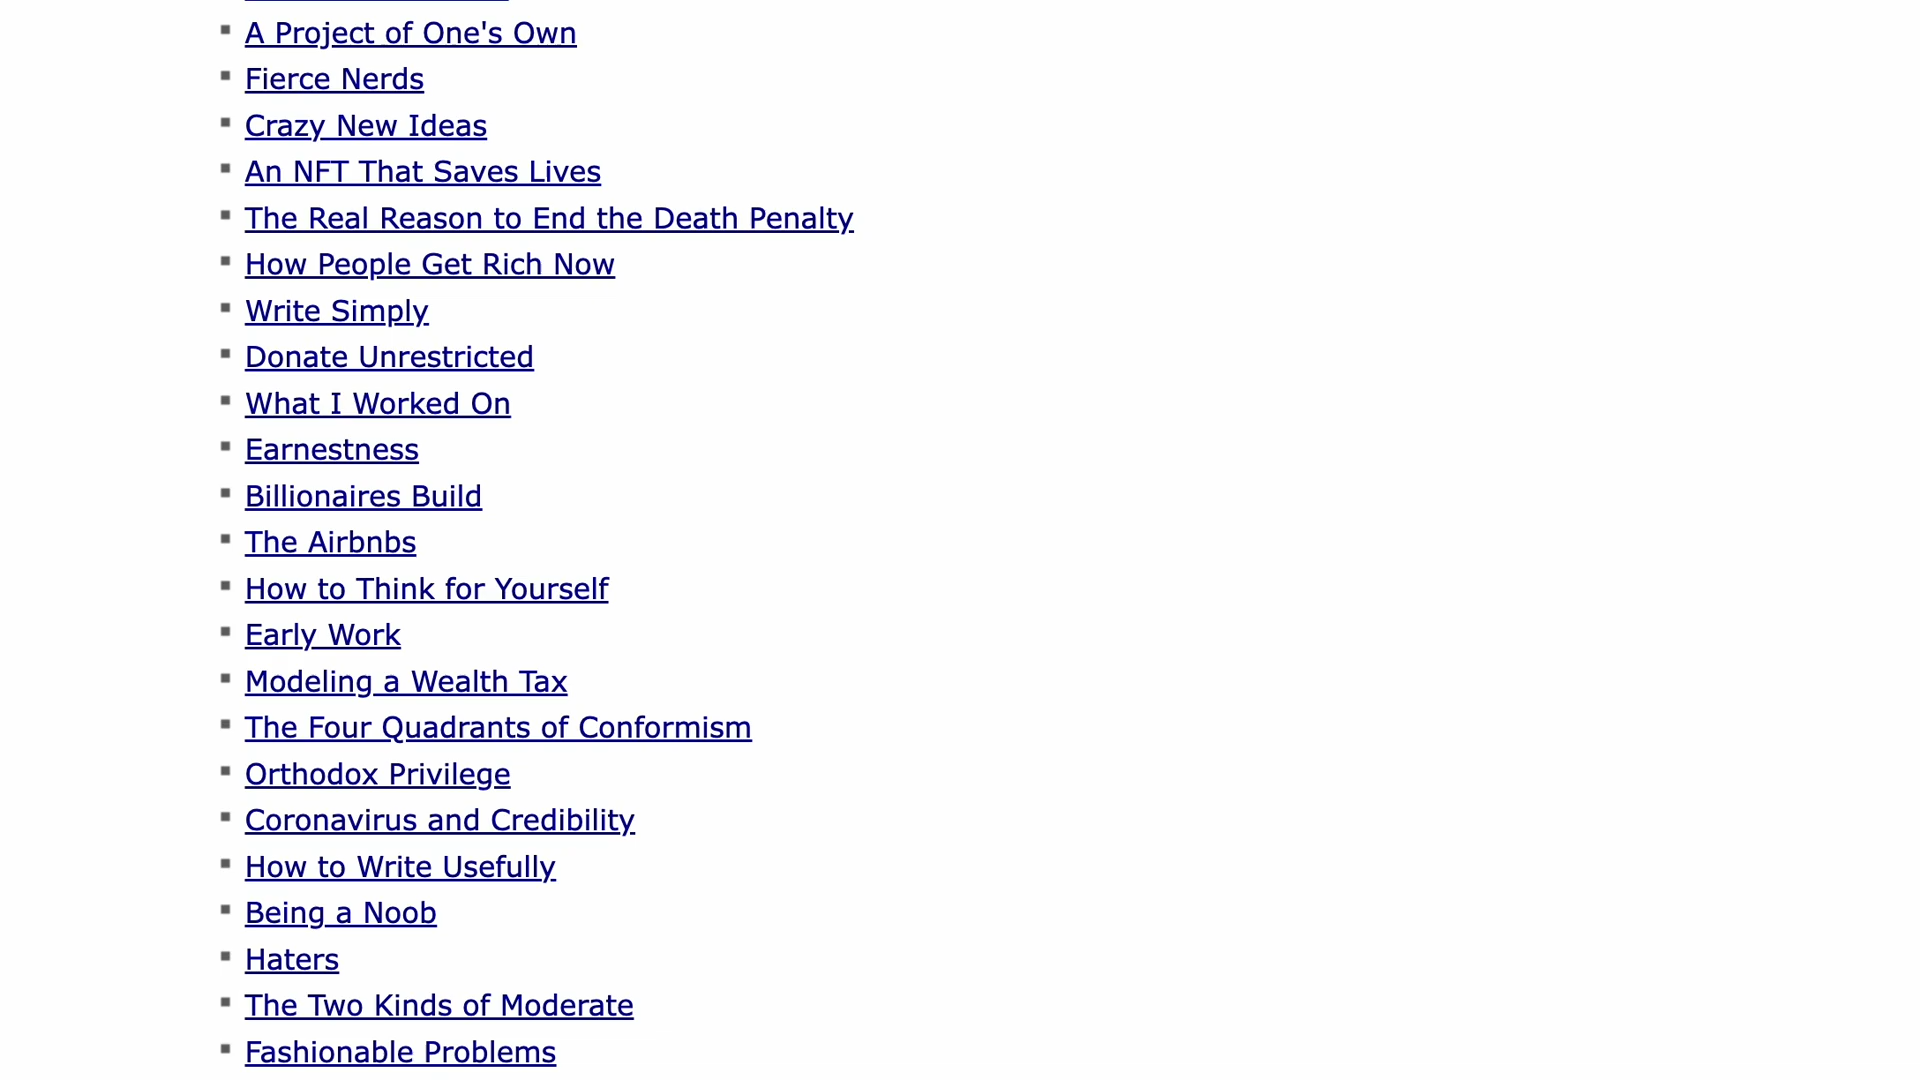 A Project of One's Own
Fierce Nerds
Crazy New Ideas
An NFT That Saves Lives
The Real Reason to End the Death Penalty
How People Get Rich Now
Write Simply
Donate Unrestricted
What I Worked On
Earnestness
Billionaires Build
The Airbnbs
How to Think for Yourself
Early Work
Modeling a Wealth Tax
The Four Quadrants of Conformism
Orthodox Privilege
Coronavirus and Credibility
How to Write Usefully
Being a Noob
Haters
The Two Kinds of Moderate
Fashionable Problems